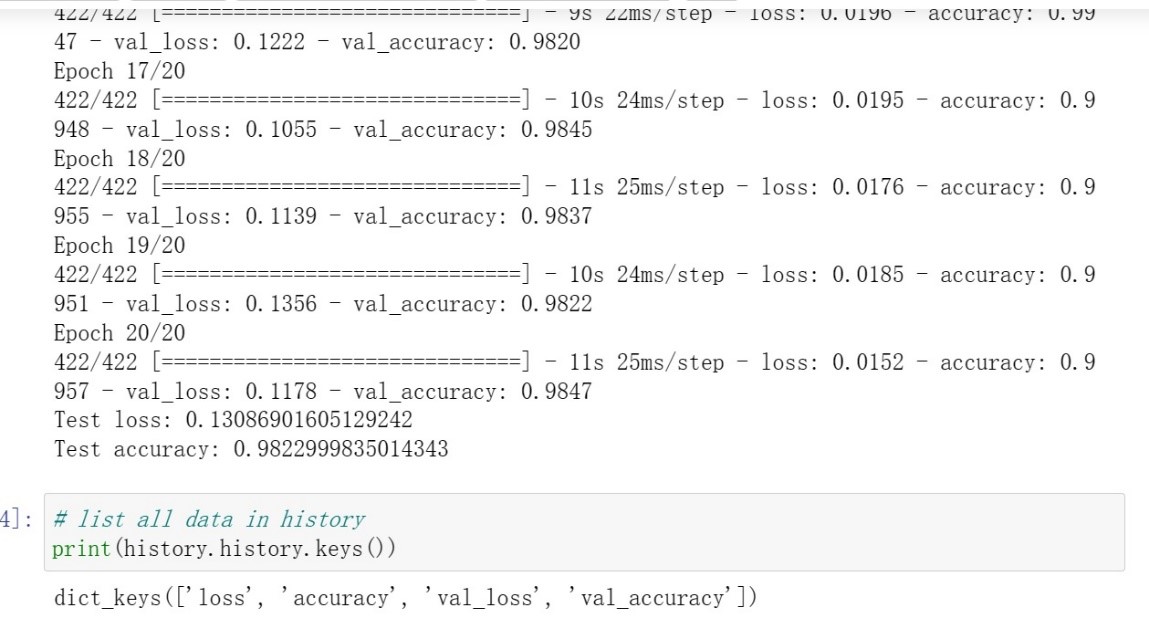 422/422 [==============================] - 9s 22ms/step - loss: 0.0196 - accuracy: 0.99
47 - val_loss: 0.1222 - val_accuracy: 0.9820
Epoch 17/20
422/422 [==============================] - 10s 24ms/step - loss: 0.0195 - accuracy: 0.9
948 - val_loss: 0.1055 - val_accuracy: 0.9845
Epoch 18/20
422/422 [==============================] - 11s 25ms/step - loss: 0.0176 - accuracy: 0.9
955 - val_loss: 0.1139 - val_accuracy: 0.9837
Epoch 19/20
422/422 [==============================] - 10s 24ms/step - loss: 0.0185 - accuracy: 0.9
951 - val_loss: 0.1356 - val_accuracy: 0.9822
Epoch 20/20
422/422 [==============================] - 11s 25ms/step - loss: 0.0152 - accuracy: 0.9
957 - val_loss: 0.1178 - val_accuracy: 0.9847
Test loss: 0.13086901605129242
Test accuracy: 0.9822999835014343
4]: # list all data in history
print(history.history.keys())
dict_keys(['loss', 'accuracy', 'val_loss', 'val_accuracy'])